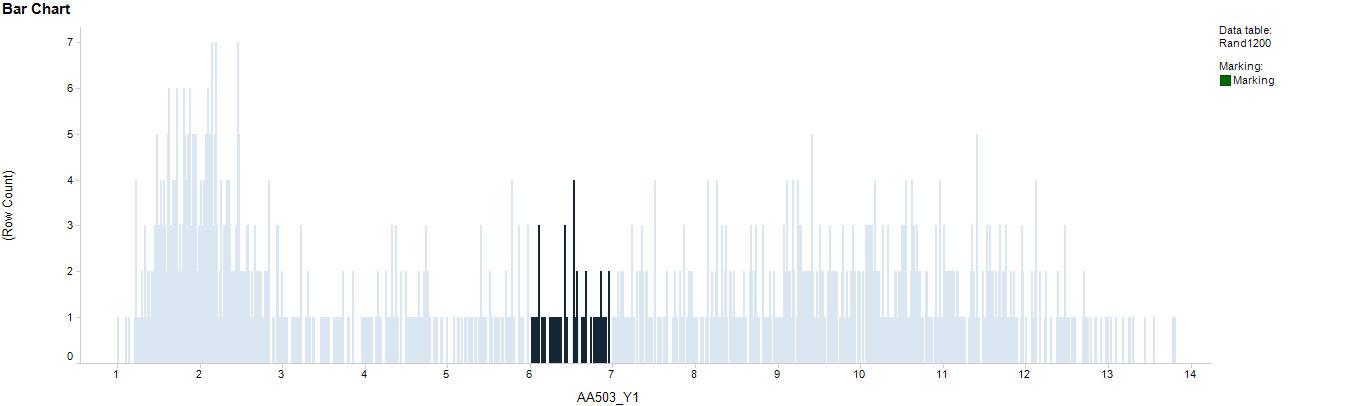 Bar Chart
Data table:
Rand1200
Marking:
Marking
(Row Count)
7
6
5
4
3
2
1
0
1 2 3 4 5 6 7 8 9 10 11 12 13 14
AA503_Y1